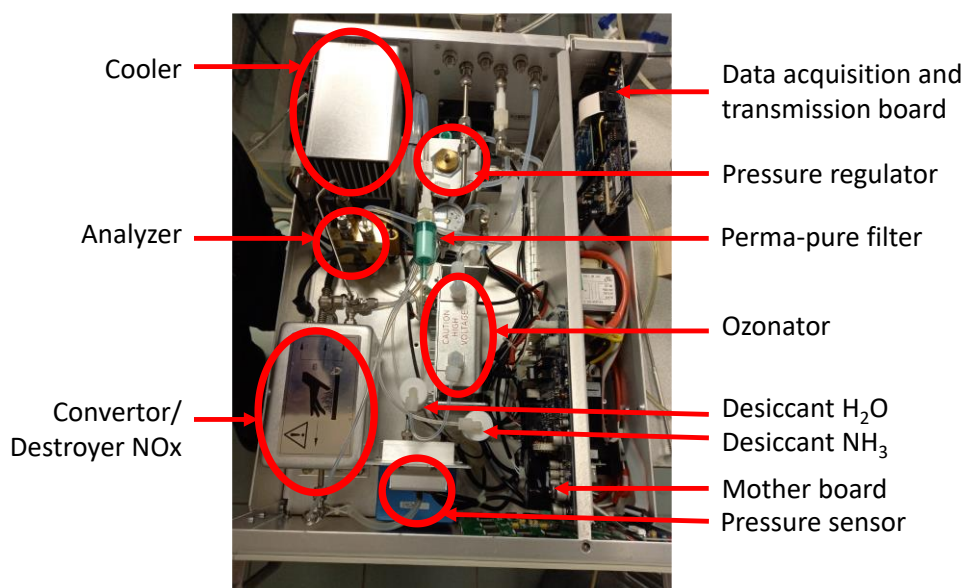 Cooler
Analyzer
Convertor/
Destroyer NOx
Data acquisition and
transmission board
Pressure regulator
Perma-pure filter
Ozonator
Desiccant H₂O
Desiccant NH₃
Mother board
Pressure sensor
CAUTION
HIGH
VOLTAGE